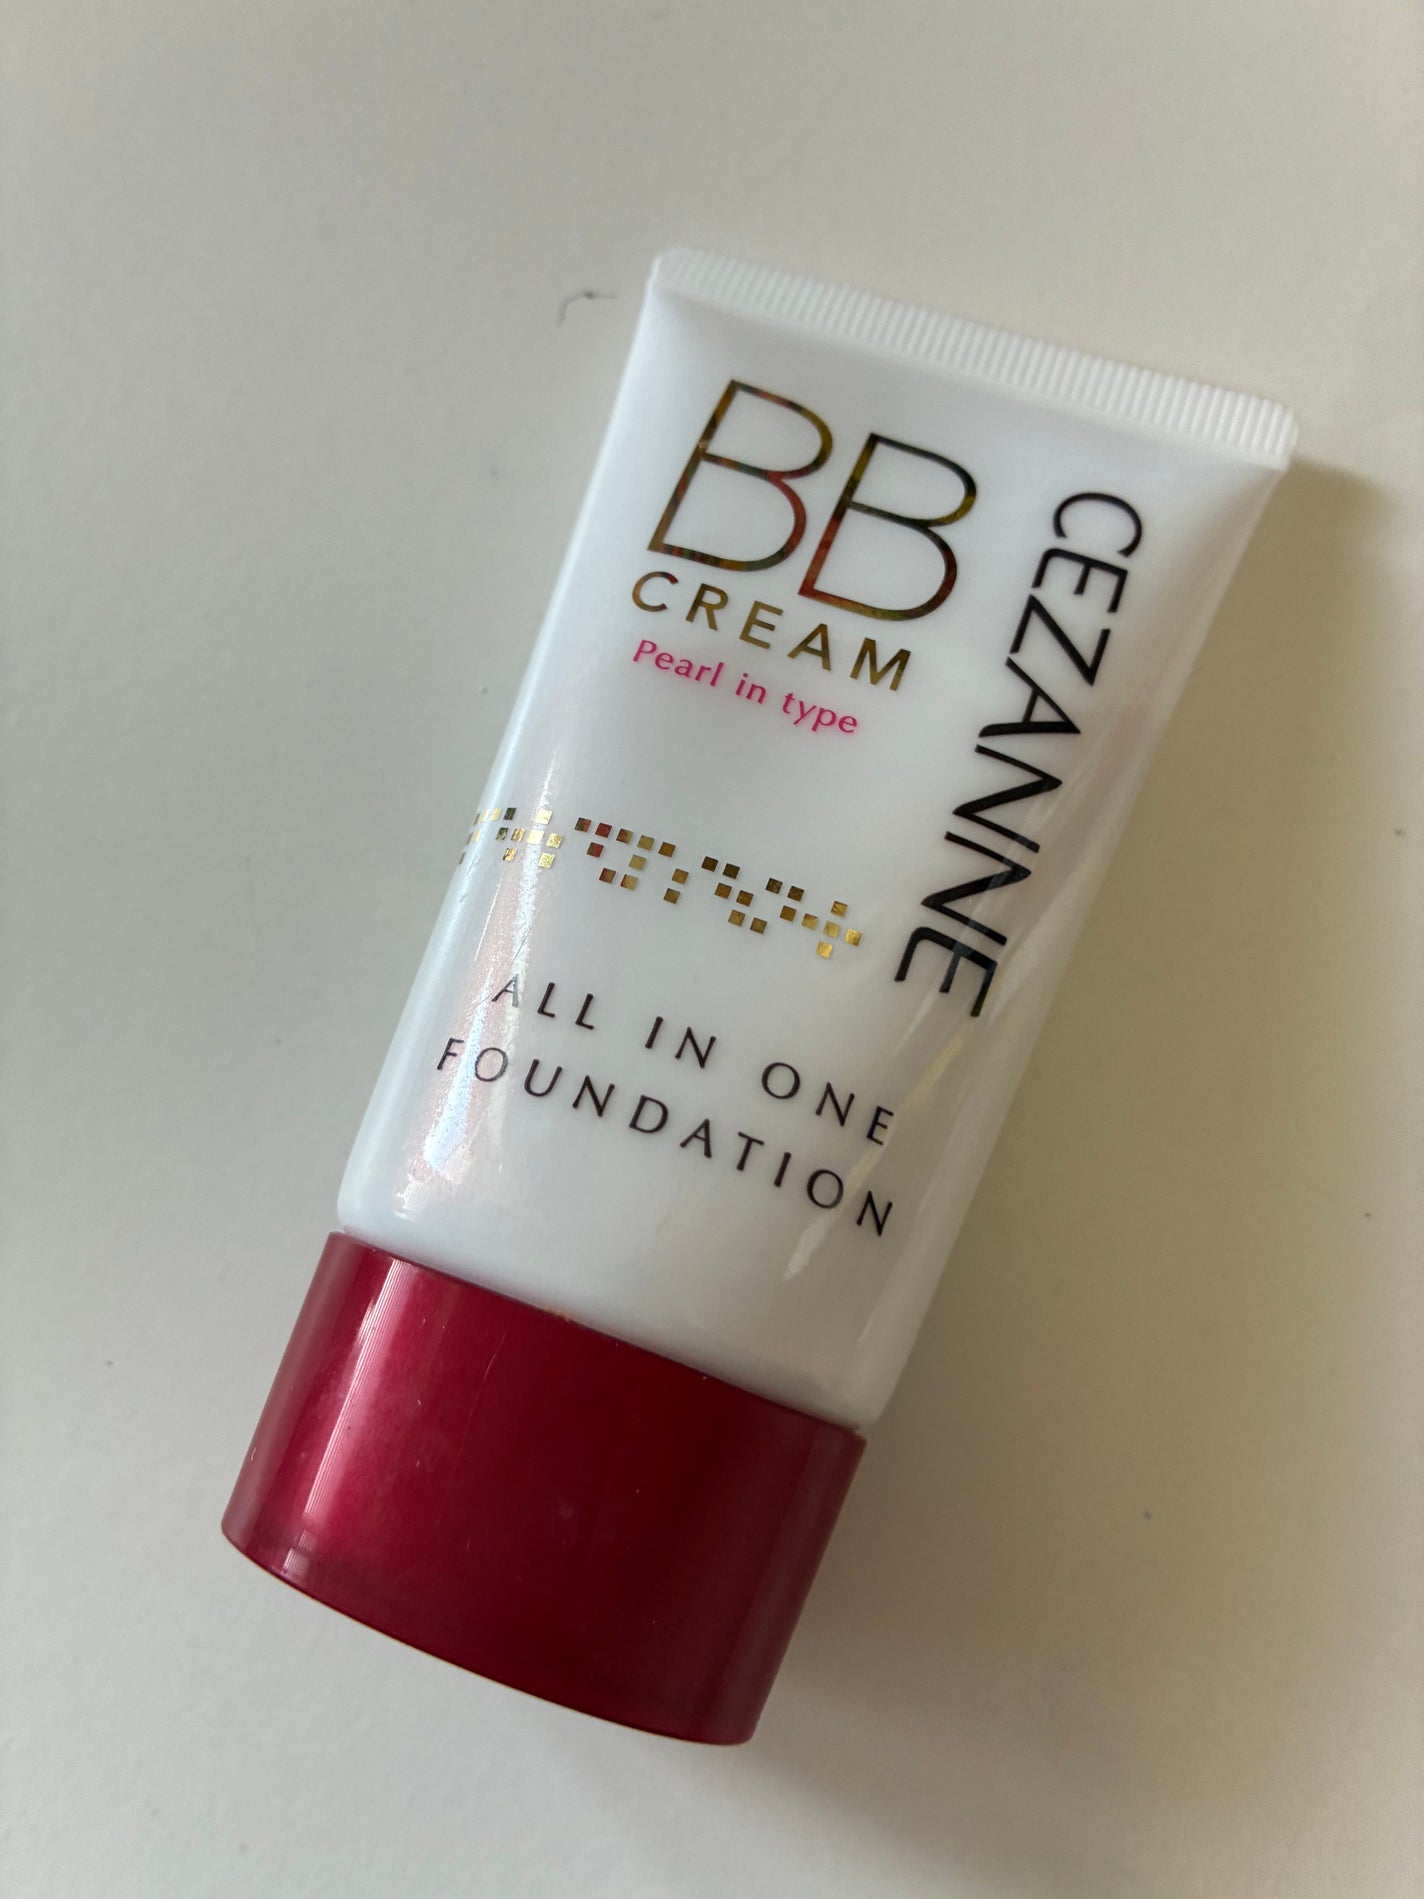 BB
CREAM
Pearl in type
CEZANNE
ALL IN ONE
FOUNDATION